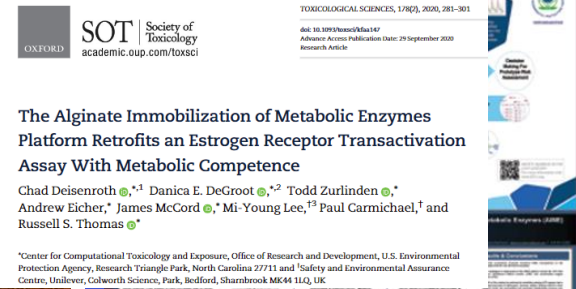 TOXICOLOGICAL SCIENCES, 178(2), 2020, 281–301
doi: 10.1093/toxsci/kfaa147
Advance Access Publication Date: 29 September 2020
Research Article
OXFORD
SOT | Society of
Toxicology
academic.oup.com/toxsci
The Alginate Immobilization of Metabolic Enzymes
Platform Retrofits an Estrogen Receptor Transactivation
Assay With Metabolic Competence
Chad Deisenroth,*,1 Danica E. DeGroot,*,2 Todd Zurlinden,*
Andrew Eicher,* James McCord,* Mi-Young Lee,†3 Paul Carmichael,† and
Russell S. Thomas*
*Center for Computational Toxicology and Exposure, Office of Research and Development, U.S. Environmental
Protection Agency, Research Triangle Park, North Carolina 27711 and †Safety and Environmental Assurance
Centre, Unilever, Colworth Science, Park, Bedford, Sharnbrook MK44 1LQ, UK
Metabolic Enzymes (AIME)